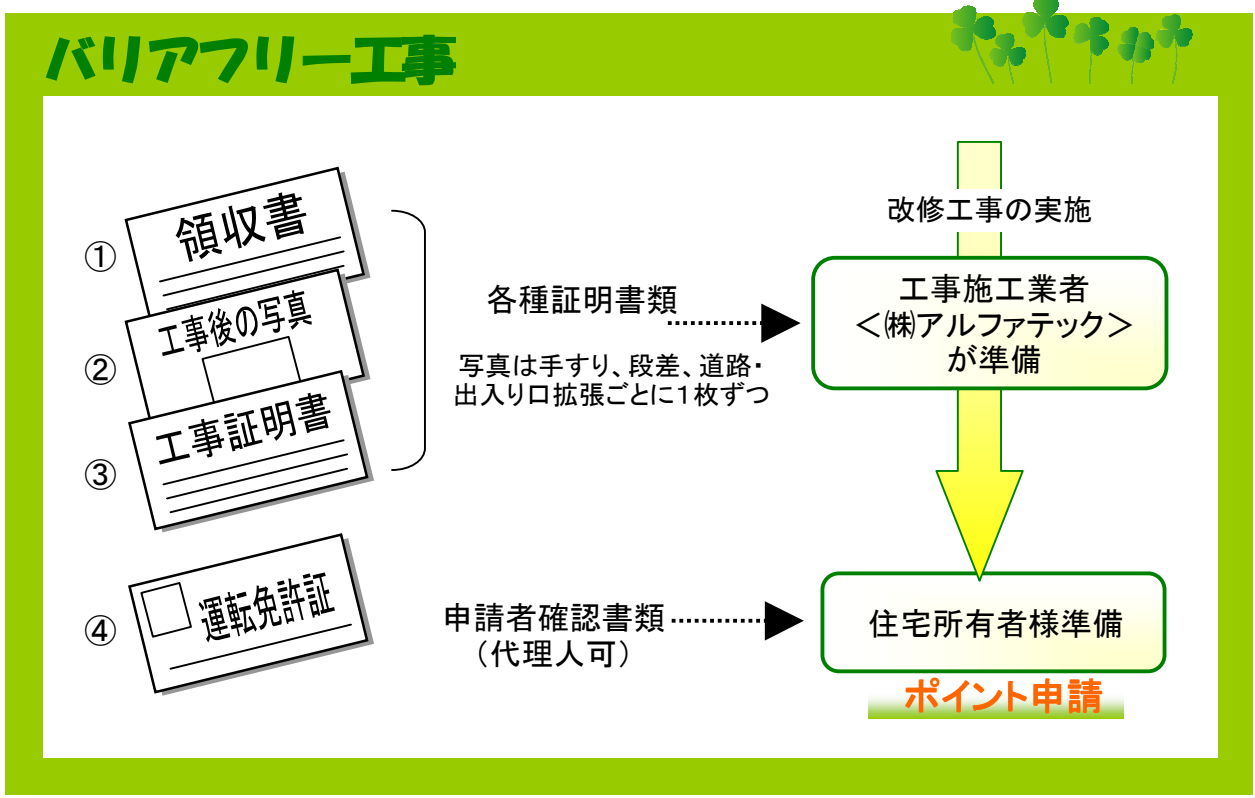 バリアフリー工事
①
領収書
②
工事後の写真
③
工事証明書
各種証明書類
写真は手すり、段差、道路・
出入り口拡張ごとに1枚ずつ
改修工事の実施
工事施工業者
＜㈱アルファテック＞
が準備
④
運転免許証
申請者確認書類
（代理人可）
住宅所有者様準備
ポイント申請